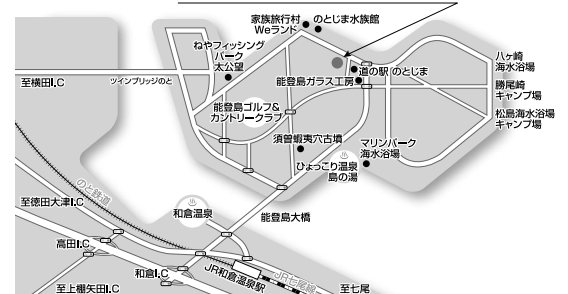 家族旅行村
Weランド
のとじま水族館
ねやフィッシング
パーク
太公望
ツインブリッジのと
至横田I.C
道の駅 のとじま
能登島ガラス工房
八ヶ崎
海水浴場
勝尾崎
キャンプ場
松島海水浴場
キャンプ場
能登島ゴルフ&
カントリークラブ
須曽蝦夷穴古墳
マリンパーク
海水浴場
ひょっこり温泉
島の湯
のと鉄道
至徳田大津I.C
和倉温泉
能登島大橋
高田I.C
和倉I.C
JR和倉温泉駅
JR七尾線
至上棚矢田I.C
至七尾